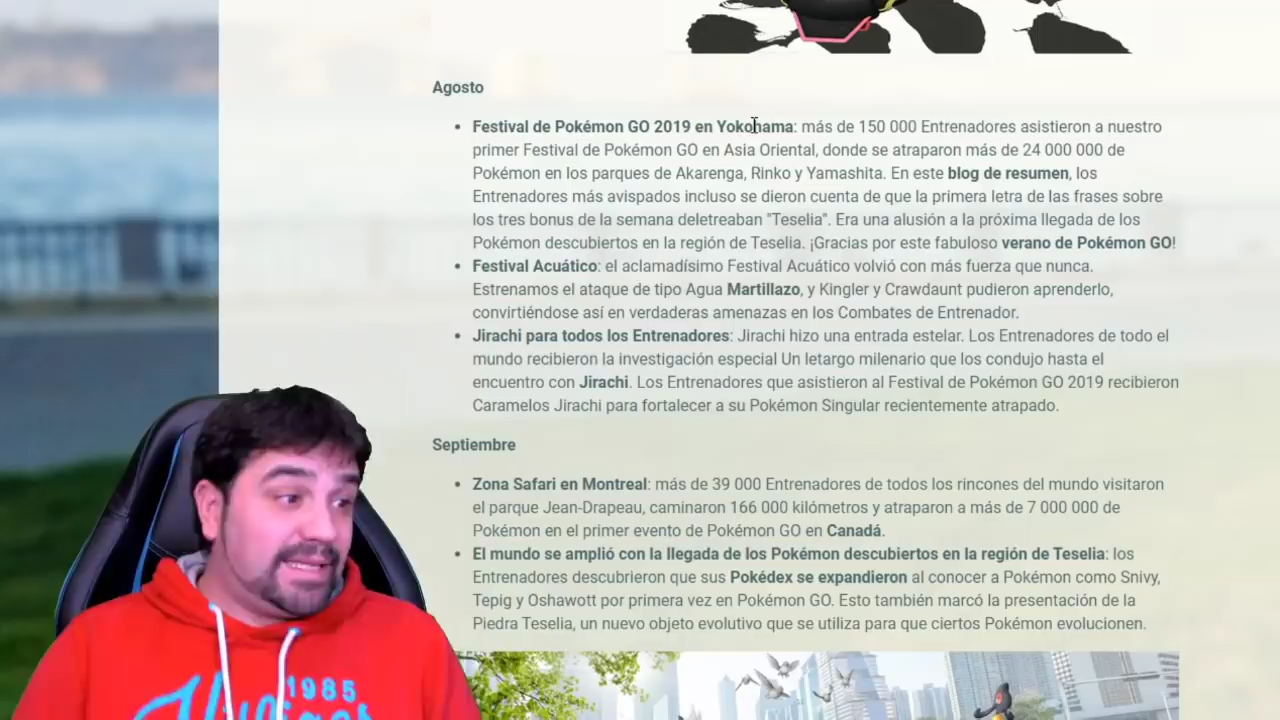 Agosto
Festival de Pokémon GO 2019 en Yokohama: más de 150 000 Entrenadores asistieron a nuestro
primer Festival de Pokémon GO en Asia Oriental, donde se atraparon más de 24 000 000 de
Pokémon en los parques de Akarenga, Rinko y Yamashita. En este blog de resumen, los
Entrenadores más avispados incluso se dieron cuenta de que la primera letra de las frases sobre
los tres bonus de la semana deletreaban "Teselia". Era una alusión a la próxima llegada de los
Pokémon descubiertos en la región de Teselia. ¡Gracias por este fabuloso verano de Pokémon GO!
Festival Acuático: el aclamadísimo Festival Acuático volvió con más fuerza que nunca.
Estrenamos el ataque de tipo Agua Martillazo, y Kingler y Crawdaunt pudieron aprenderlo,
convirtiéndose así en verdaderas amenazas en los Combates de Entrenador.
Jirachi para todos los Entrenadores: Jirachi hizo una entrada estelar. Los Entrenadores de todo el
mundo recibieron la investigación especial Un letargo milenario que los condujo hasta el
encuentro con Jirachi. Los Entrenadores que asistieron al Festival de Pokémon GO 2019 recibieron
Caramelos Jirachi para fortalecer a su Pokémon Singular recientemente atrapado.
Septiembre
Zona Safari en Montreal: más de 39 000 Entrenadores de todos los rincones del mundo visitaron
el parque Jean-Drapeau, caminaron 166 000 kilómetros y atraparon a más de 7 000 000 de
Pokémon en el primer evento de Pokémon GO en Canadá.
El mundo se amplió con la llegada de los Pokémon descubiertos en la región de Teselia: los
Entrenadores descubrieron que sus Pokédex se expandieron al conocer a Pokémon como Snivy,
Tepig y Oshawott por primera vez en Pokémon GO. Esto también marcó la presentación de la
Piedra Teselia, un nuevo objeto evolutivo que se utiliza para que ciertos Pokémon evolucionen.
1985